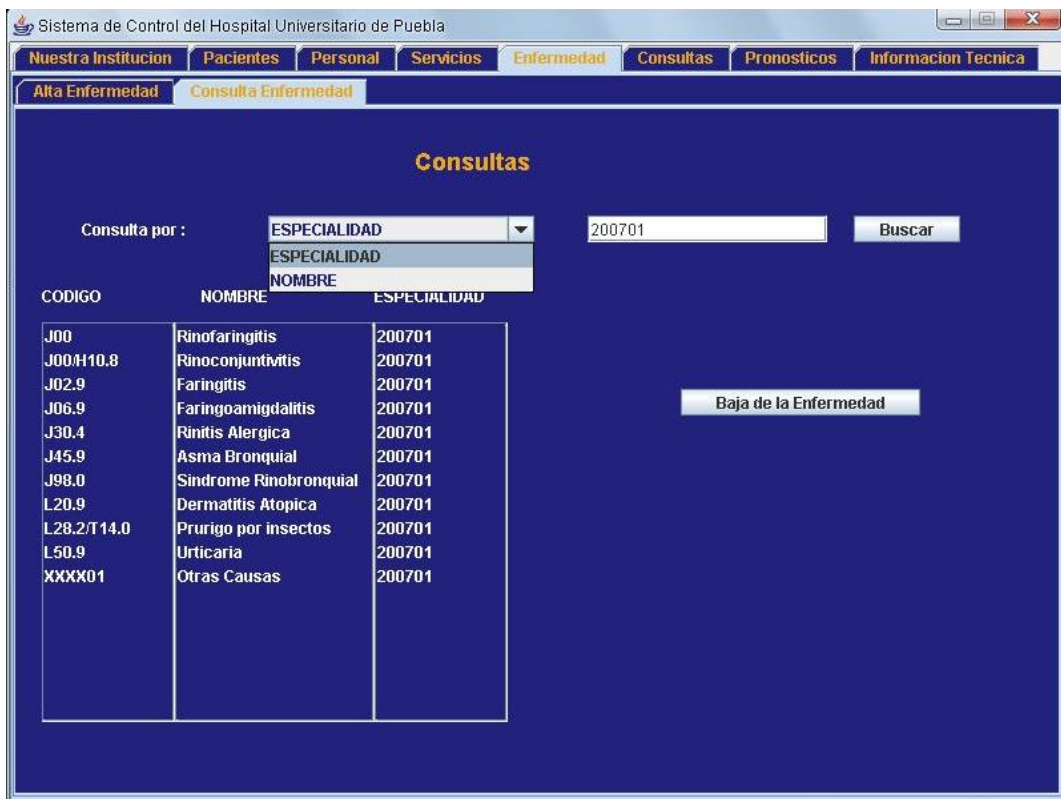 Sistema de Control del Hospital Universitario de Puebla
Nuestra Institucion Pacientes Personal Servicios Enfermedad Consultas Pronosticos Informacion Tecnica
Alta Enfermedad Consulta Enfermedad
Consultas
Consulta por : ESPECIALIDAD 200701 Buscar
ESPECIALIDAD
NOMBRE
CODIGO NOMBRE ESPECIALIDAD
J00 Rinofaringitis 200701
J00/H10.8 Rinoconjuntivitis 200701
J02.9 Faringitis 200701
J06.9 Faringoamigdalitis 200701
Baja de la Enfermedad
J30.4 Rinitis Alergica 200701
J45.9 Asma Bronquial 200701
J98.0 Sindrome Rinobronquial 200701
L20.9 Dermatitis Atopica 200701
L28.2/T14.0 Prurigo por insectos 200701
L50.9 Urticaria 200701
XXXX01 Otras Causas 200701